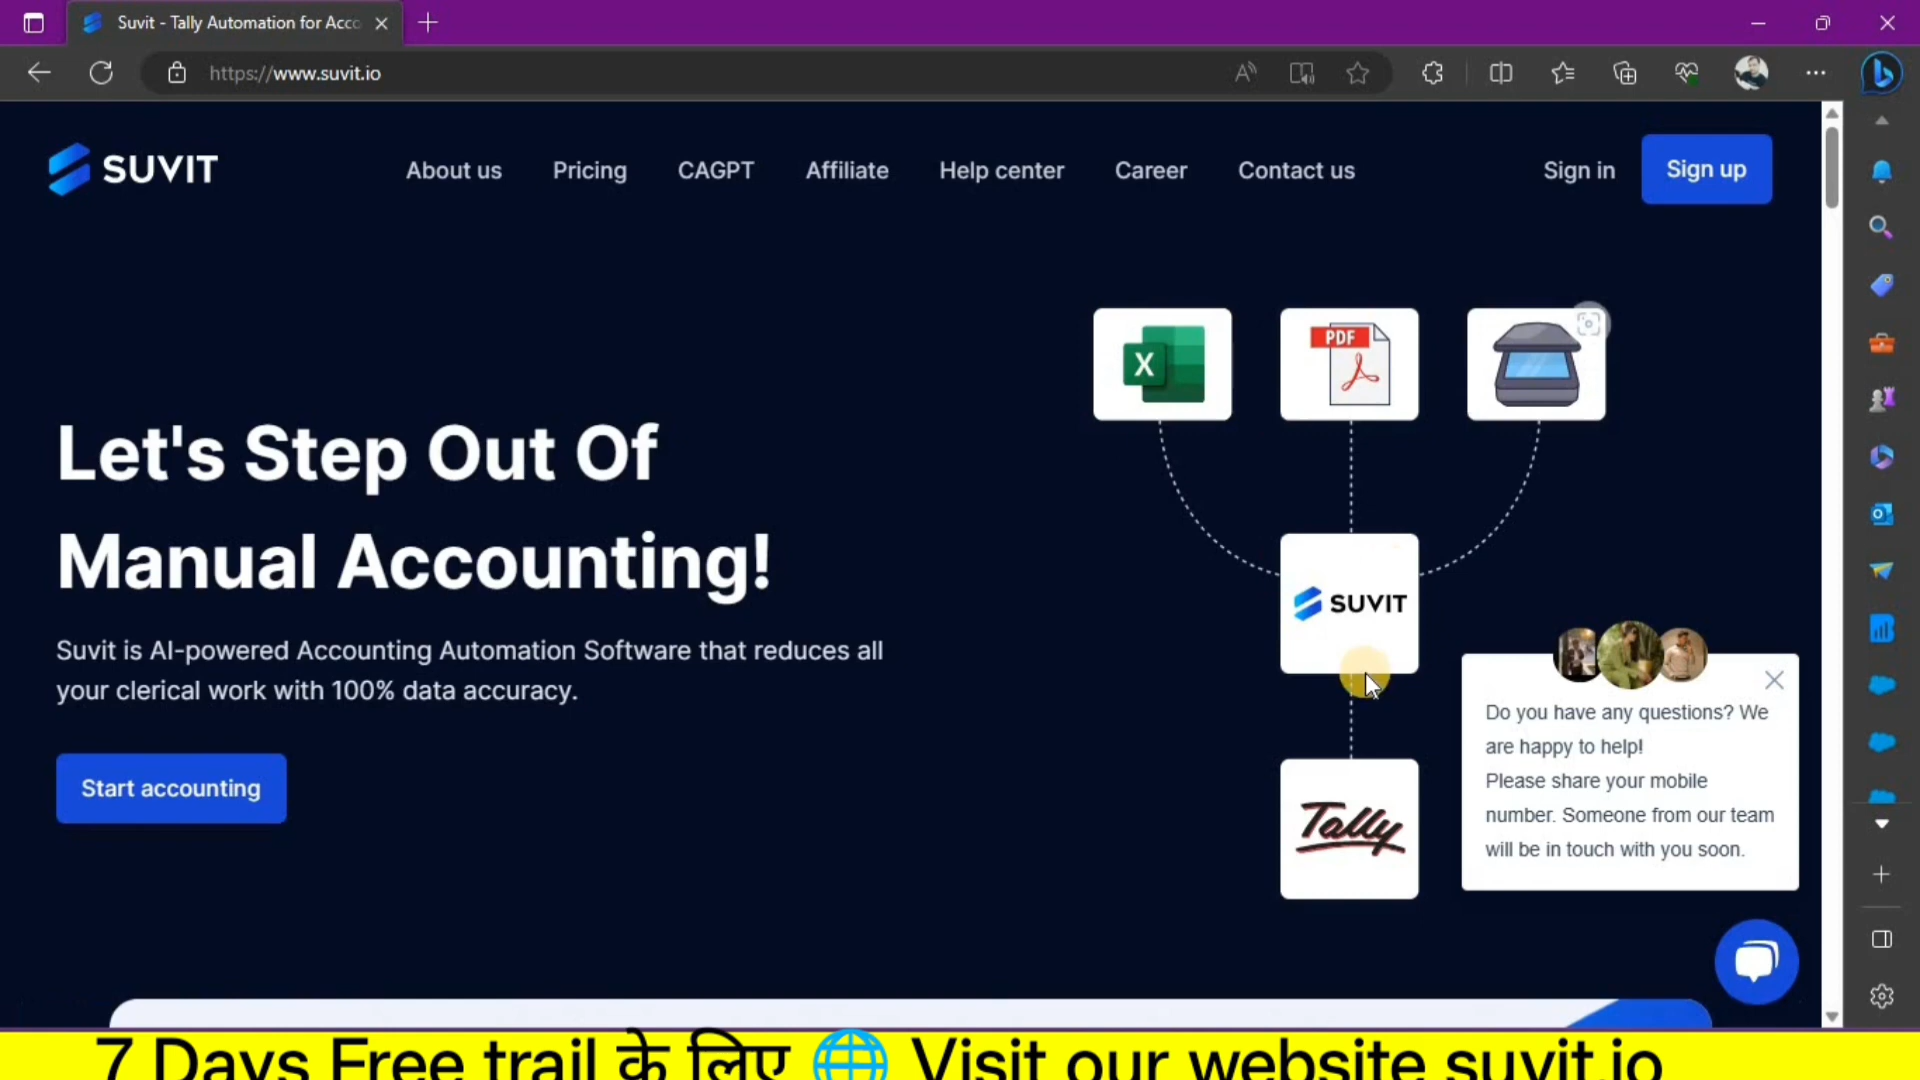 Suvit - Tally Automation for Acco
https://www.suvit.io
SUVIT
About us
Pricing
CAGPT
Affiliate
Help center
Career
Contact us
Sign in
Sign up
X
PDF
Let's Step Out Of
Manual Accounting!
SUVIT
Suvit is AI-powered Accounting Automation Software that reduces all
your clerical work with 100% data accuracy.
Start accounting
Tally
Do you have any questions? We
are happy to help!
Please share your mobile
number. Someone from our team
will be in touch with you soon.
7 Days Free trail के लिए 🌐 Visit our website suvit.io